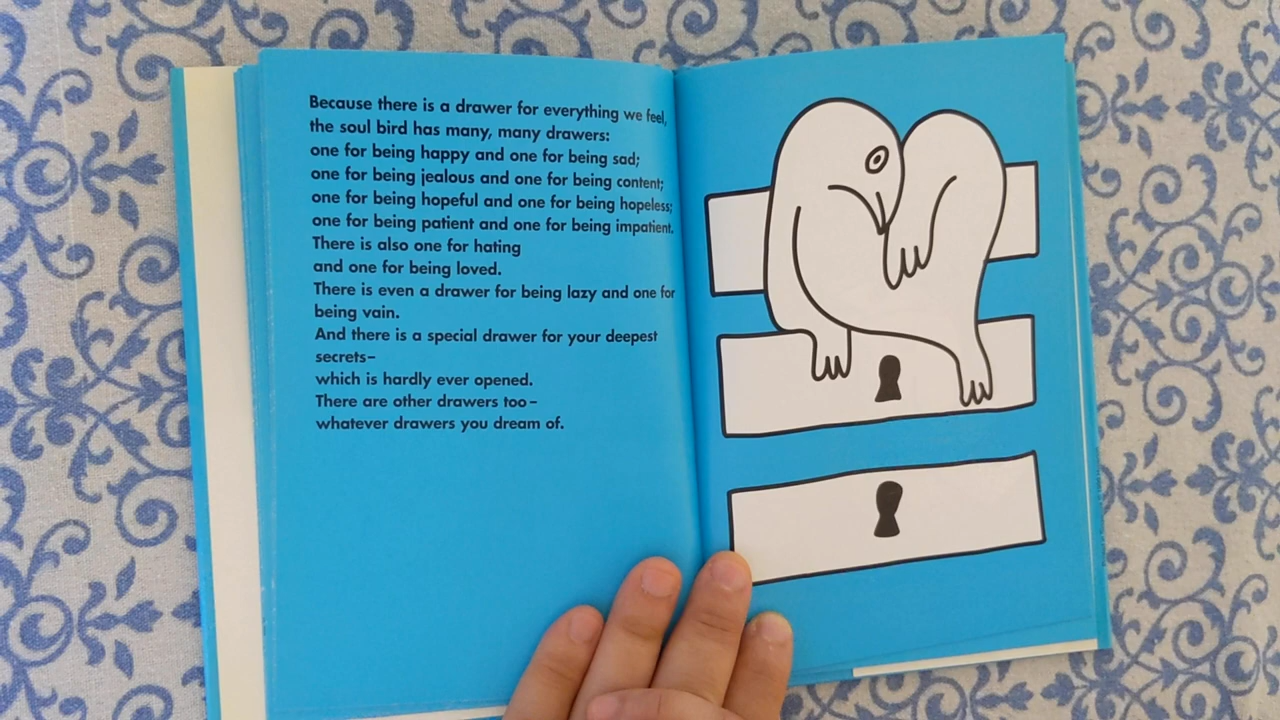 Because there is a drawer for everything we feel,
the soul bird has many, many drawers:
one for being happy and one for being sad;
one for being jealous and one for being content;
one for being hopeful and one for being hopeless;
one for being patient and one for being impatient.
There is also one for hating
and one for being loved.
There is even a drawer for being lazy and one for
being vain.
And there is a special drawer for your deepest
secrets–
which is hardly ever opened.
There are other drawers too–
whatever drawers you dream of.